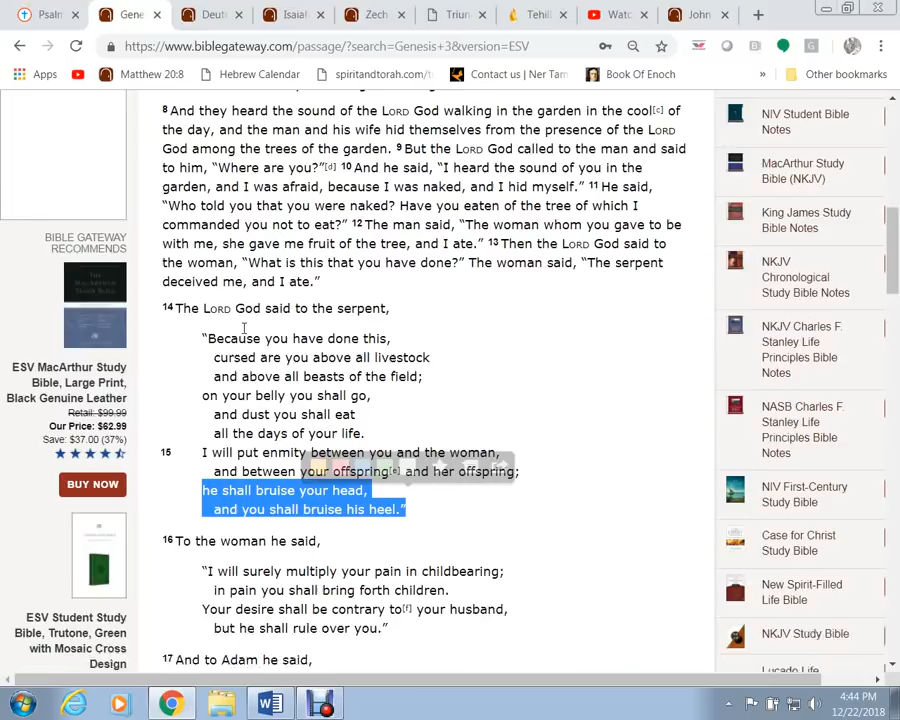 Psalm
Gene
Deut
Isaial
Zech
Triun
Tehill
Watc
John
https://www.biblegateway.com/passage/?search=Genesis+3&version=ESV
Apps
Matthew 20:8
Hebrew Calendar
spiritandtorah.com/t
Contact us | Ner Tam
Book Of Enoch
»
Other bookmarks
8 And they heard the sound of the LORD God walking in the garden in the cool[c] of
the day, and the man and his wife hid themselves from the presence of the LORD
God among the trees of the garden. 9 But the LORD God called to the man and said
to him, “Where are you?”[d] 10 And he said, “I heard the sound of you in the
garden, and I was afraid, because I was naked, and I hid myself.” 11 He said,
“Who told you that you were naked? Have you eaten of the tree of which I
commanded you not to eat?” 12 The man said, “The woman whom you gave to be
with me, she gave me fruit of the tree, and I ate.” 13 Then the LORD God said to
the woman, “What is this that you have done?” The woman said, “The serpent
deceived me, and I ate.”
14 The LORD God said to the serpent,
“Because you have done this,
cursed are you above all livestock
and above all beasts of the field;
on your belly you shall go,
and dust you shall eat
all the days of your life.
15 I will put enmity between you and the woman,
and between your offspring[e] and her offspring;
he shall bruise your head,
and you shall bruise his heel.”
16 To the woman he said,
“I will surely multiply your pain in childbearing;
in pain you shall bring forth children.
Your desire shall be contrary to[f] your husband,
but he shall rule over you.”
17 And to Adam he said,
BIBLE GATEWAY
RECOMMENDS
ESV MacArthur Study
Bible, Large Print,
Black Genuine Leather
Retail: $99.99
Our Price: $62.99
Save: $37.00 (37%)
BUY NOW
ESV Student Study
Bible, Trutone, Green
with Mosaic Cross
Design
NIV Student Bible
Notes
MacArthur Study
Bible (NKJV)
King James Study
Bible Notes
NKJV
Chronological
Study Bible Notes
NKJV Charles F.
Stanley Life
Principles Bible
Notes
NASB Charles F.
Stanley Life
Principles Bible
Notes
NIV First-Century
Study Bible
Case for Christ
Study Bible
New Spirit-Filled
Life Bible
NKJV Study Bible
Lucado Life
4:44 PM
12/22/2018